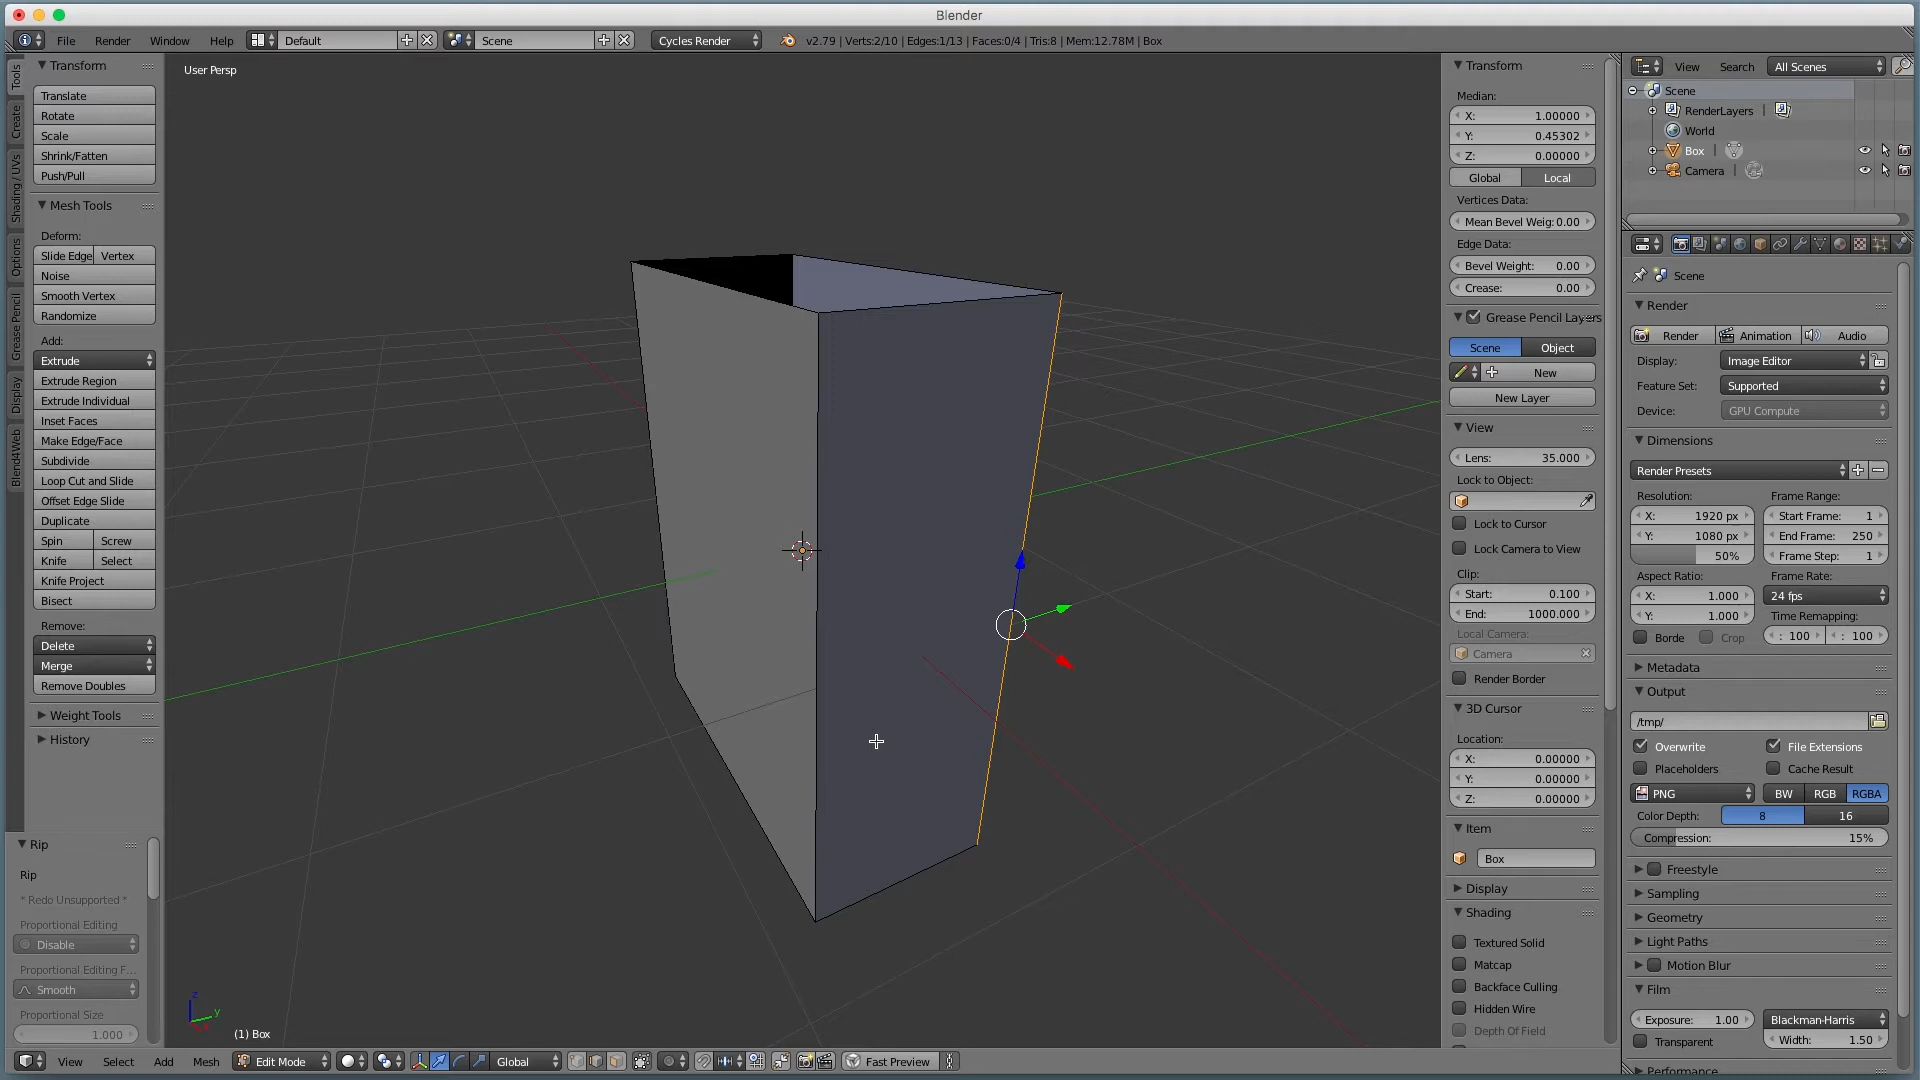 Blender
File Render Window Help Default Scene Cycles Render v2.79 | Verts:2/10 | Edges:1/13 | Faces:0/4 | Tris:8 | Mem:12.78M | Box
Tools
Create
Shading / UVs
Options
Grease Pencil
Display
Blend4Web
Transform
Translate
Rotate
Scale
Shrink/Fatten
Push/Pull
Mesh Tools
Deform:
Slide Edge Vertex
Noise
Smooth Vertex
Randomize
Add:
Extrude
Extrude Region
Extrude Individual
Inset Faces
Make Edge/Face
Subdivide
Loop Cut and Slide
Offset Edge Slide
Duplicate
Spin Screw
Knife Select
Knife Project
Bisect
Remove:
Delete
Merge
Remove Doubles
Weight Tools
History
Rip
Rip
* Redo Unsupported *
Proportional Editing
Disable
Proportional Editing F...
Smooth
Proportional Size
1.000
User Persp
z
y
x
(1) Box
View Select Add Mesh Edit Mode Global Fast Preview
Transform
Median:
X: 1.00000
Y: 0.45302
Z: 0.00000
Global Local
Vertices Data:
Mean Bevel Weig: 0.00
Edge Data:
Bevel Weight: 0.00
Crease: 0.00
Grease Pencil Layers
Scene Object
New
New Layer
View
Lens: 35.000
Lock to Object:
Lock to Cursor
Lock Camera to View
Clip:
Start: 0.100
End: 1000.000
Local Camera:
Camera
Render Border
3D Cursor
Location:
X: 0.00000
Y: 0.00000
Z: 0.00000
Item
Box
Display
Shading
Textured Solid
Matcap
Backface Culling
Hidden Wire
Depth Of Field
View Search All Scenes
Scene
RenderLayers |
World
Box |
Camera |
Scene
Render
Render Animation Audio
Display: Image Editor
Feature Set: Supported
Device: GPU Compute
Dimensions
Render Presets
Resolution: Frame Range:
X: 1920 px Start Frame: 1
Y: 1080 px End Frame: 250
50% Frame Step: 1
Aspect Ratio: Frame Rate:
X: 1.000 24 fps
Y: 1.000 Time Remapping:
Borde Crop : 100 : 100
Metadata
Output
/tmp/
Overwrite File Extensions
Placeholders Cache Result
PNG BW RGB RGBA
Color Depth: 8 16
Compression: 15%
Freestyle
Sampling
Geometry
Light Paths
Motion Blur
Film
Exposure: 1.00 Blackman-Harris
Transparent Width: 1.50
Performance